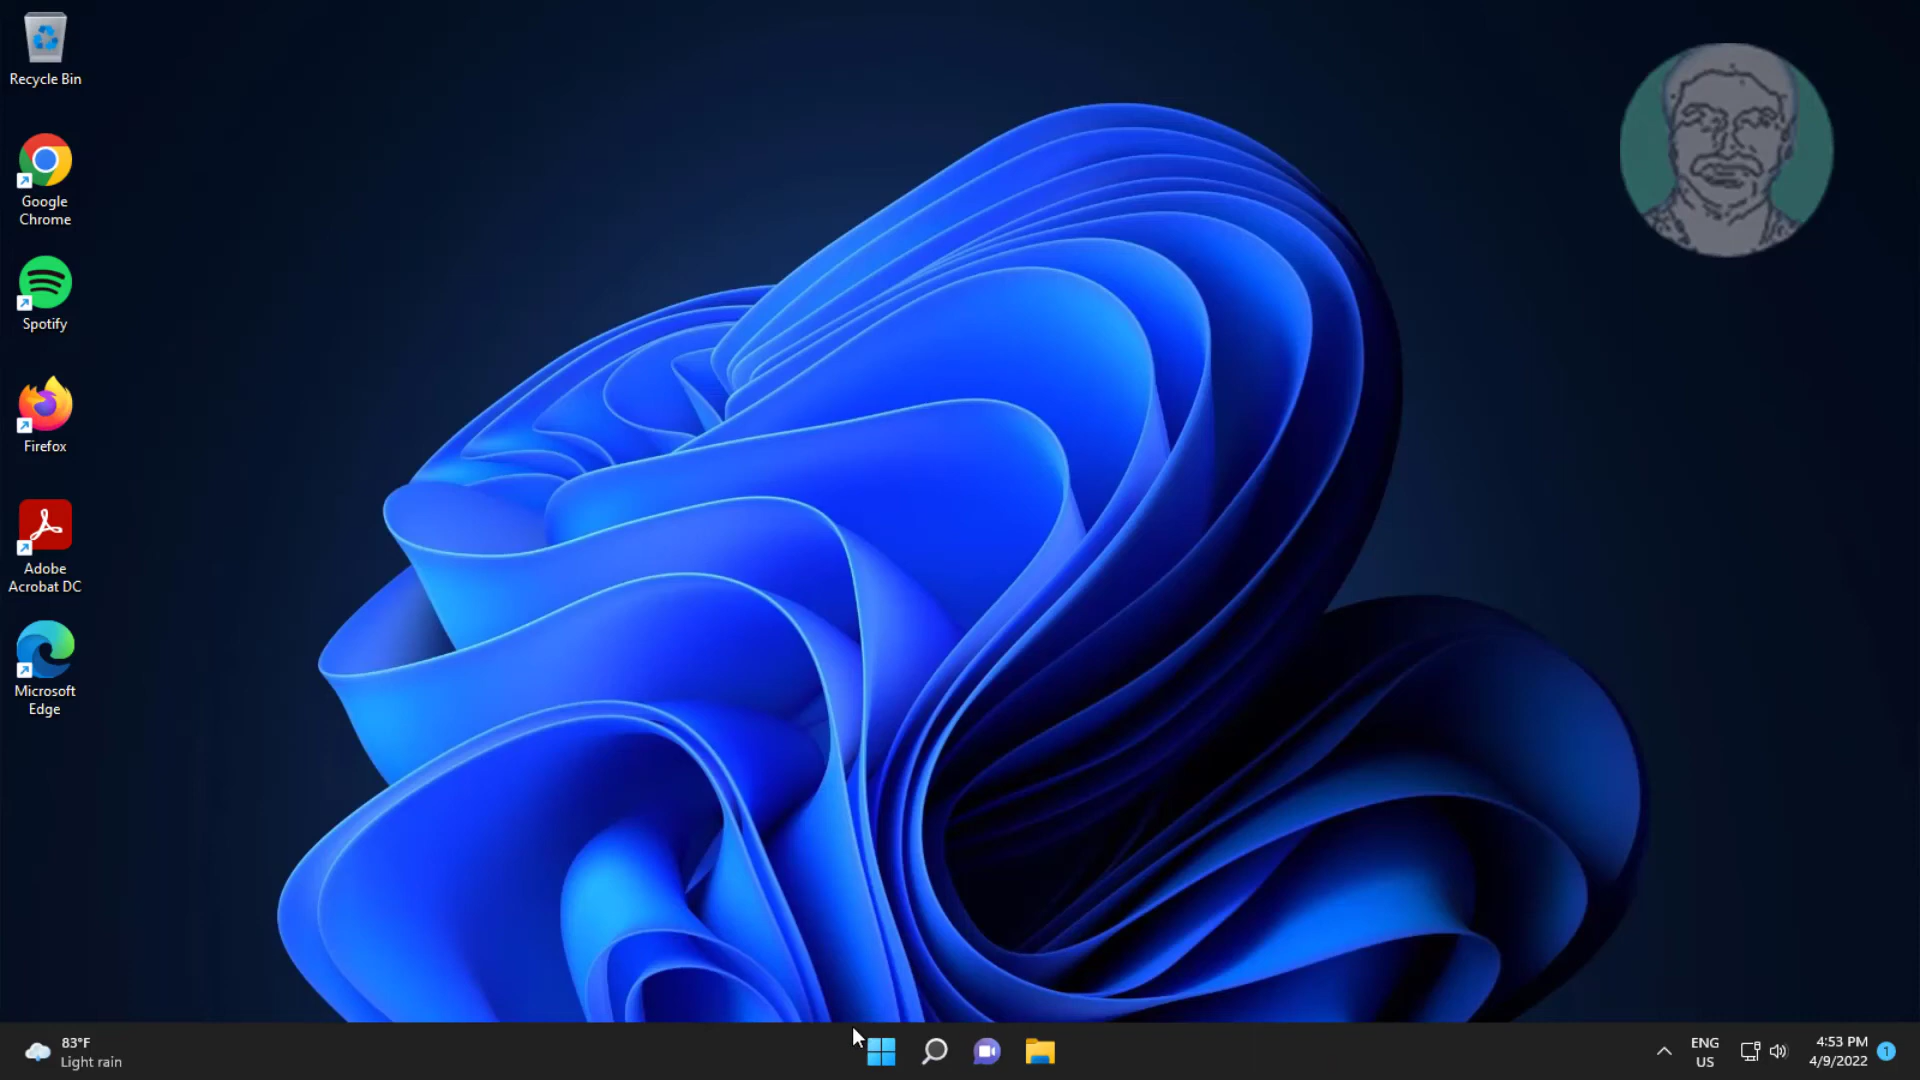 Recycle Bin
Google
Chrome
Spotify
Firefox
Adobe
Acrobat DC
Microsoft
Edge
83°F
Light rain
ENG
US
4:53 PM
4/9/2022
1